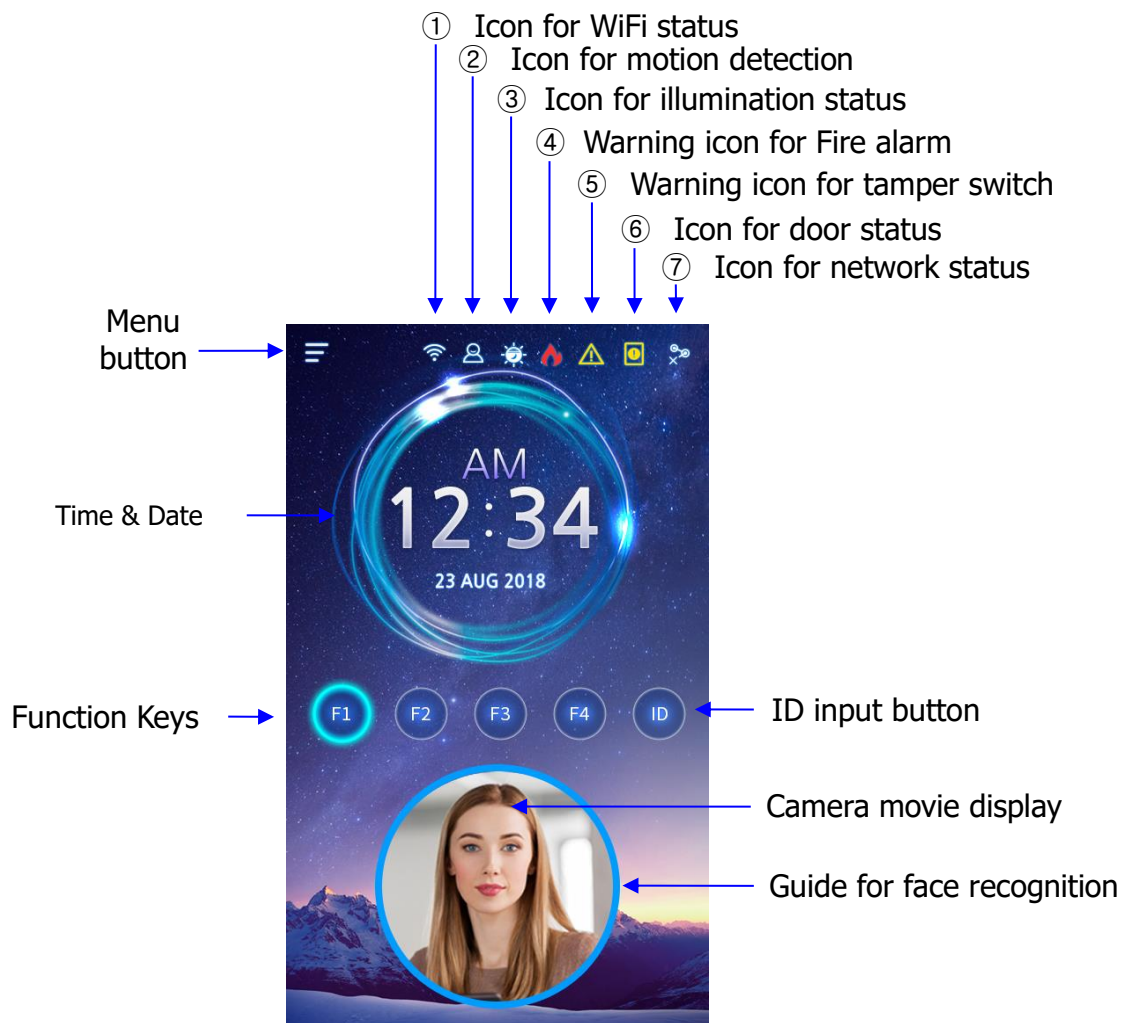 ① Icon for WiFi status
② Icon for motion detection
③ Icon for illumination status
④ Warning icon for Fire alarm
⑤ Warning icon for tamper switch
⑥ Icon for door status
⑦ Icon for network status
Menu
button
AM
12:34
Time & Date
23 AUG 2018
Function Keys
F1 F2 F3 F4 ID
ID input button
Camera movie display
Guide for face recognition